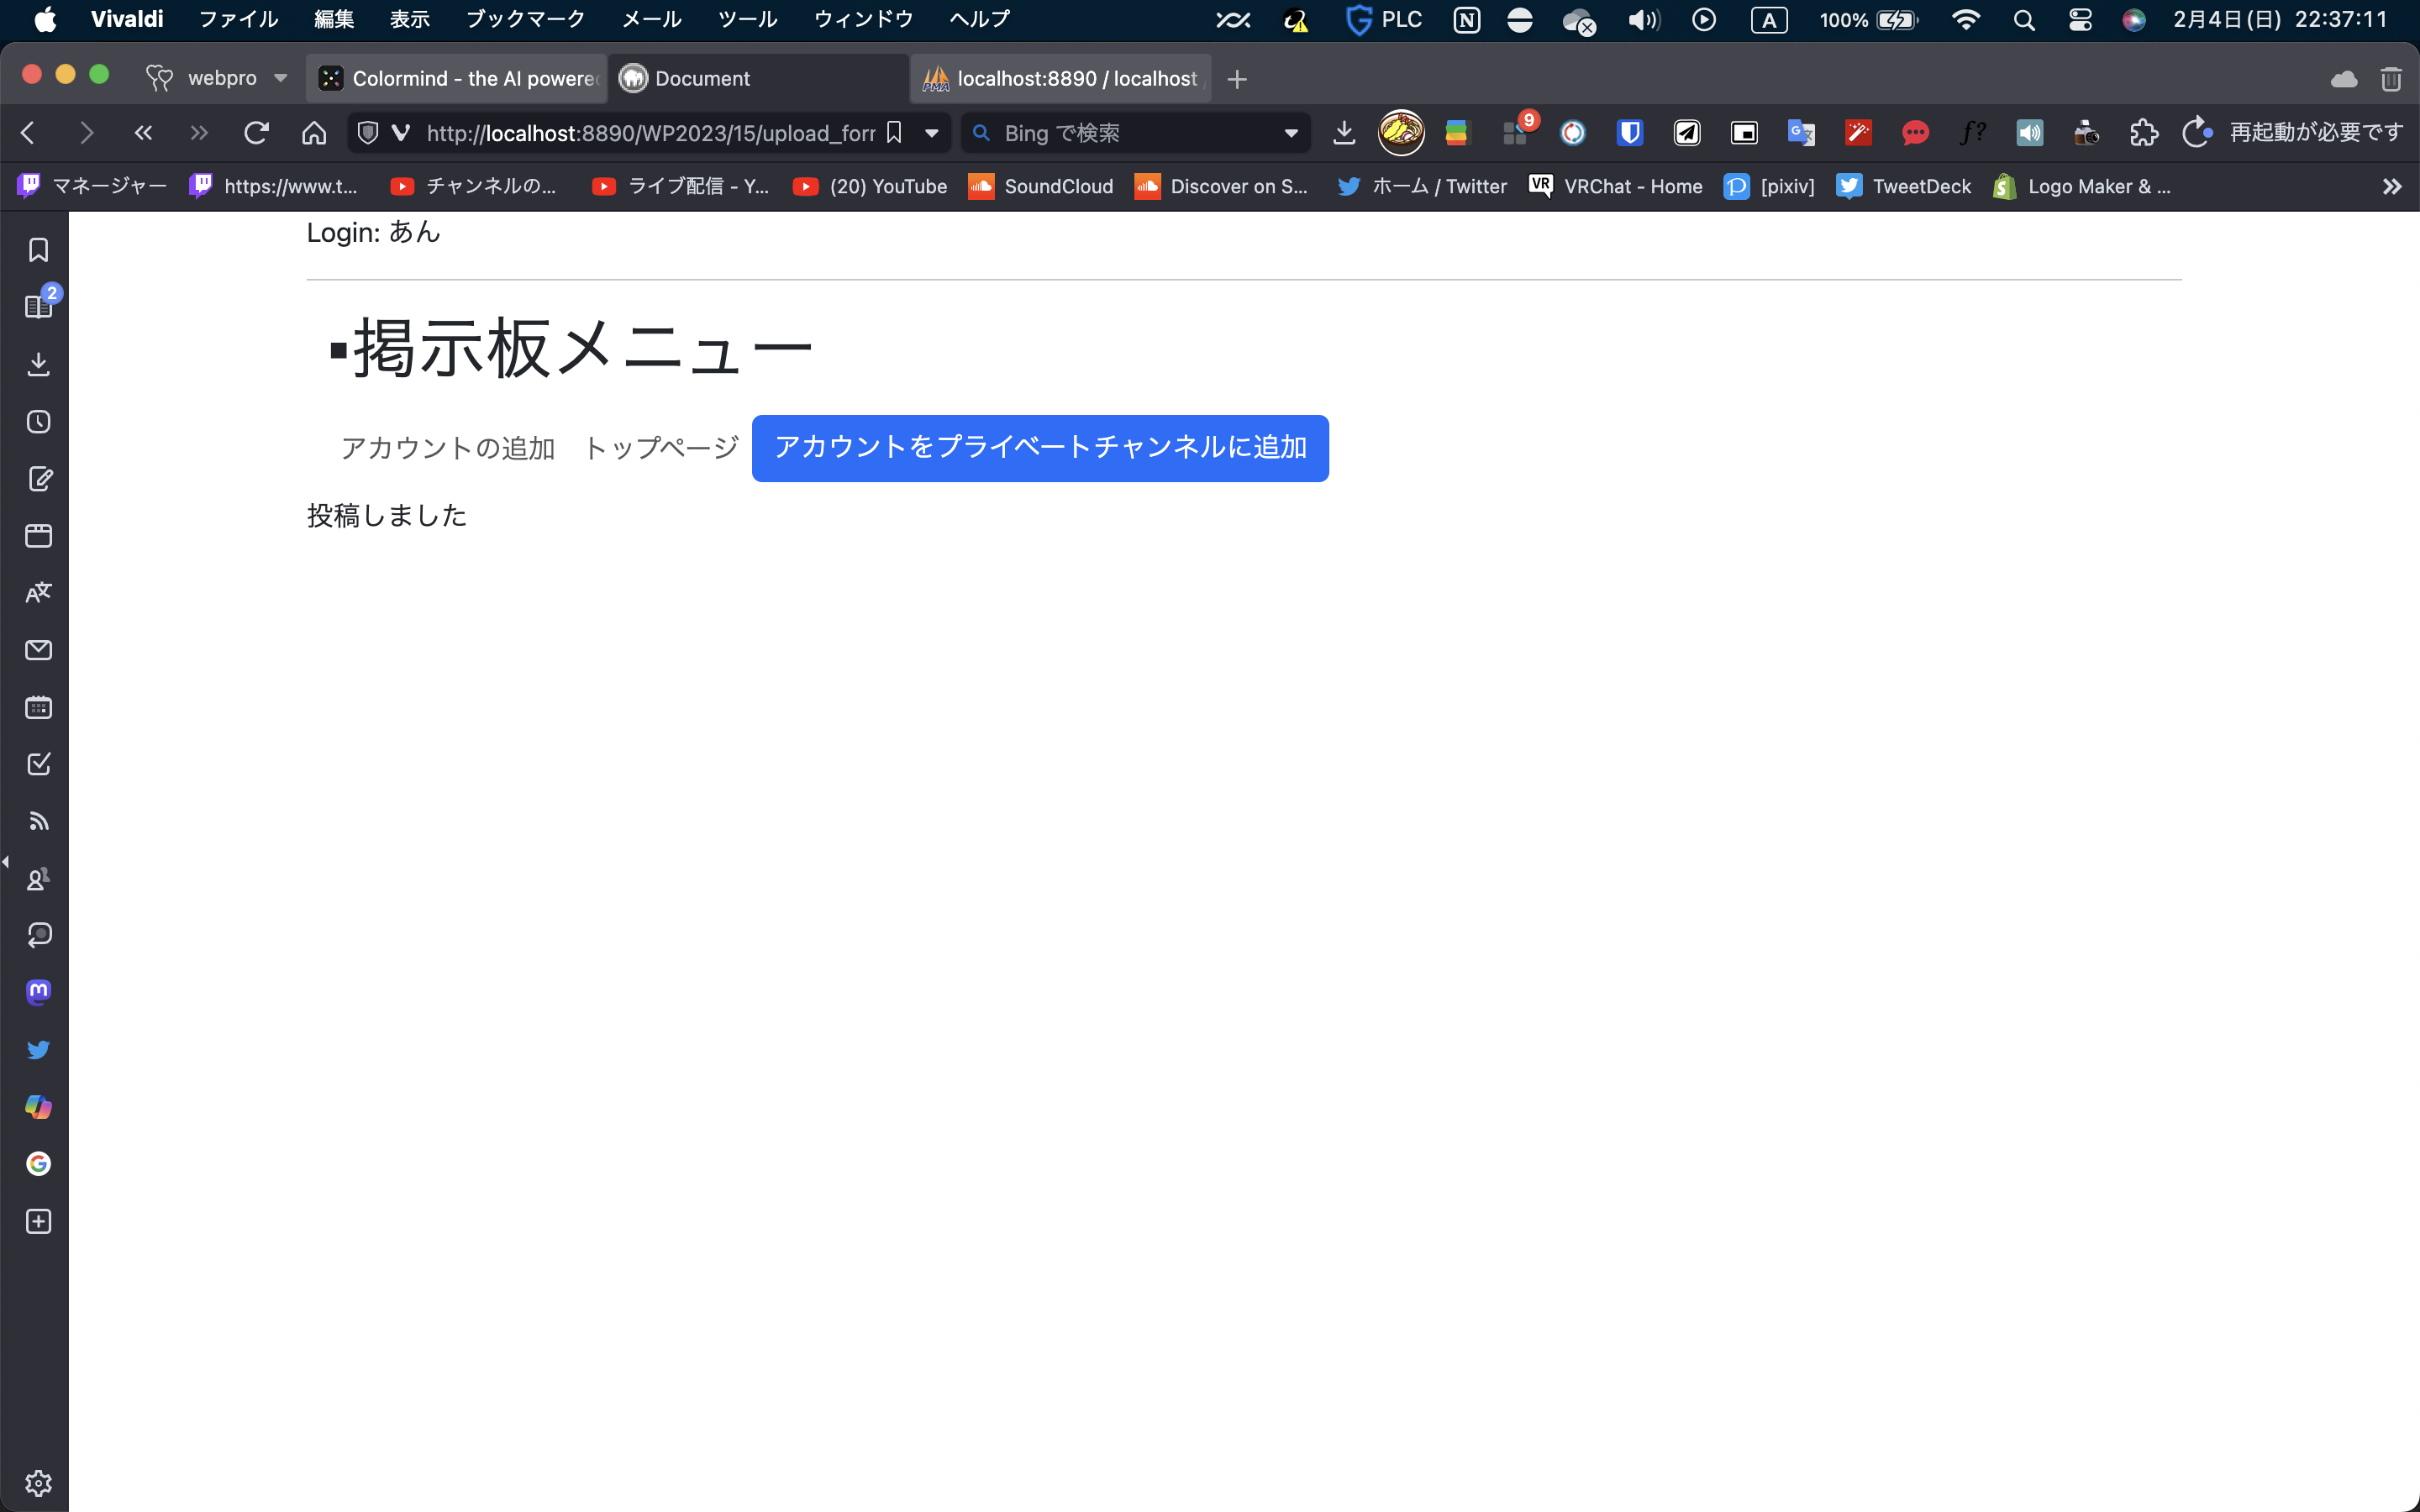 Vivaldi ファイル 編集 表示 ブックマーク メール ツール ウィンドウ ヘルプ PLC A 100% 2月4日(日) 22:37:11
webpro Colormind - the AI powere Document localhost:8890 / localhost
http://localhost:8890/WP2023/15/upload_forr Bing で検索 9 再起動が必要です
マネージャー https://www.t... チャンネルの... ライブ配信 - Y... (20) YouTube SoundCloud Discover on S... ホーム / Twitter VRChat - Home [pixiv] TweetDeck Logo Maker & ...
2
Login: あん
▪掲示板メニュー
アカウントの追加 トップページ アカウントをプライベートチャンネルに追加
投稿しました